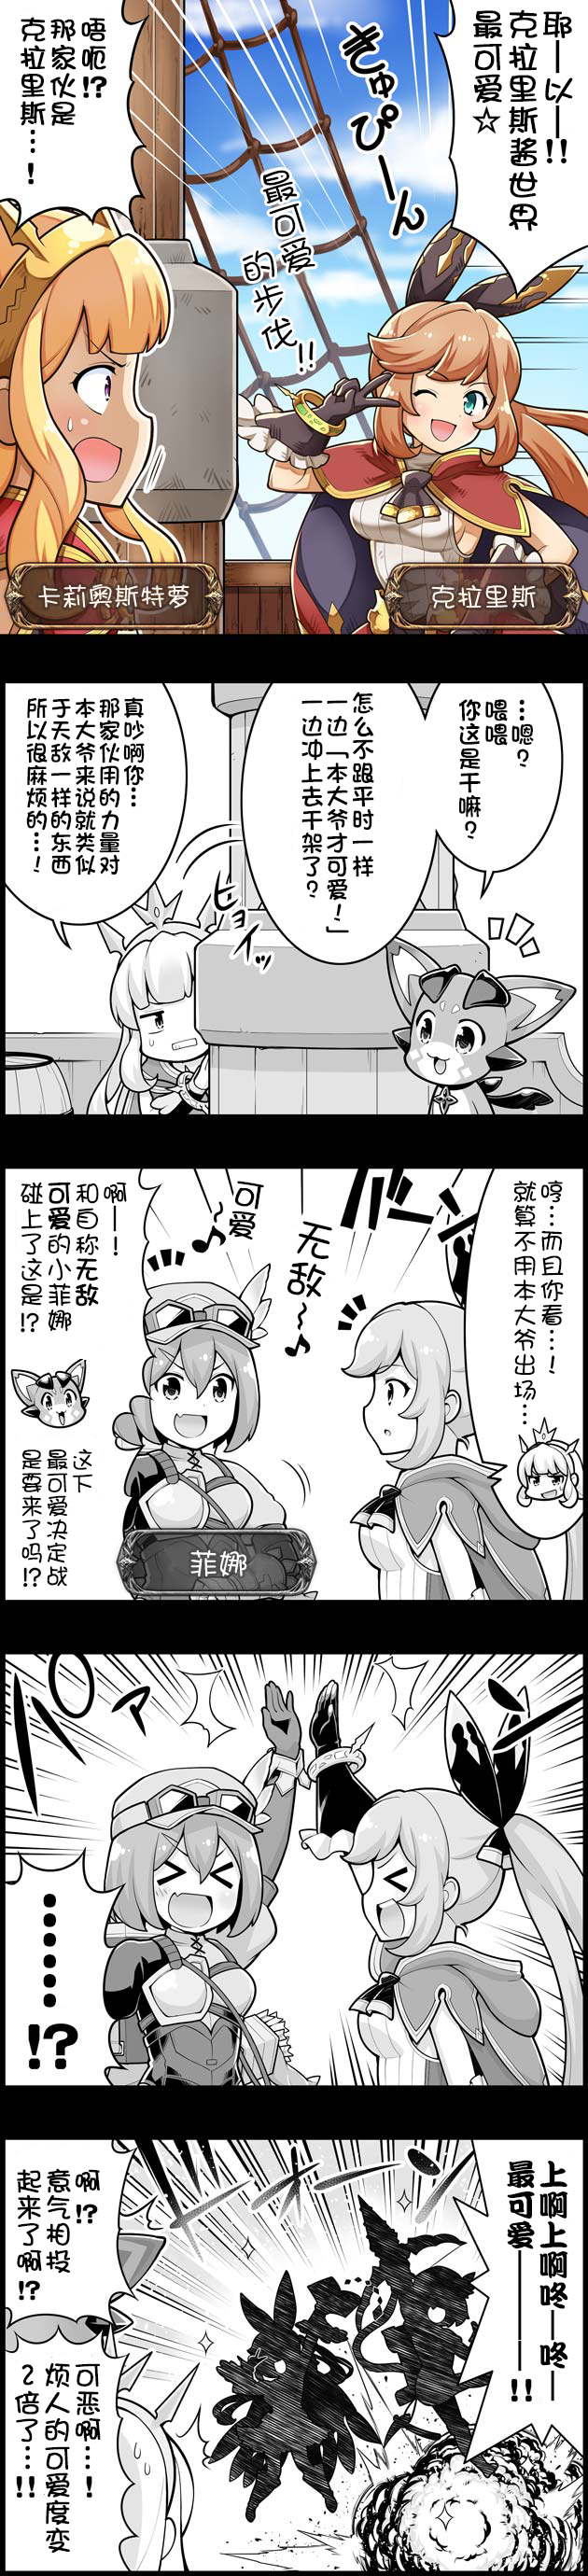 耶——以——!!
克拉里斯酱世界
最可爱☆
きゅぴーん
最可爱
的步伐!!
唔呃!?
那家伙是
克拉里斯…!
克拉里斯
卡莉奥斯特萝
…嗯?
喂喂
你这是干嘛?
怎么不跟平时一样
一边「本大爷才可爱!」
一边冲上去干架了?
真吵啊你…
那家伙用的力量对
本大爷来说就类似
于天敌一样的东西
所以很麻烦的…!
ヒョイッ
哼…而且你看…!
就算不用本大爷出场…
バーン
无敌~♪
可爱~♪
啊——!
和自称无敌
可爱的小菲娜
碰上了这是!?
这下
最可爱决定战
是要来了吗!?
菲娜
パァン
……!?
上啊上啊咚—咚—
最可爱————!!
啊!?
意气相投
起来了啊!?
可恶啊…!
烦人的可爱度变
2倍了…!!